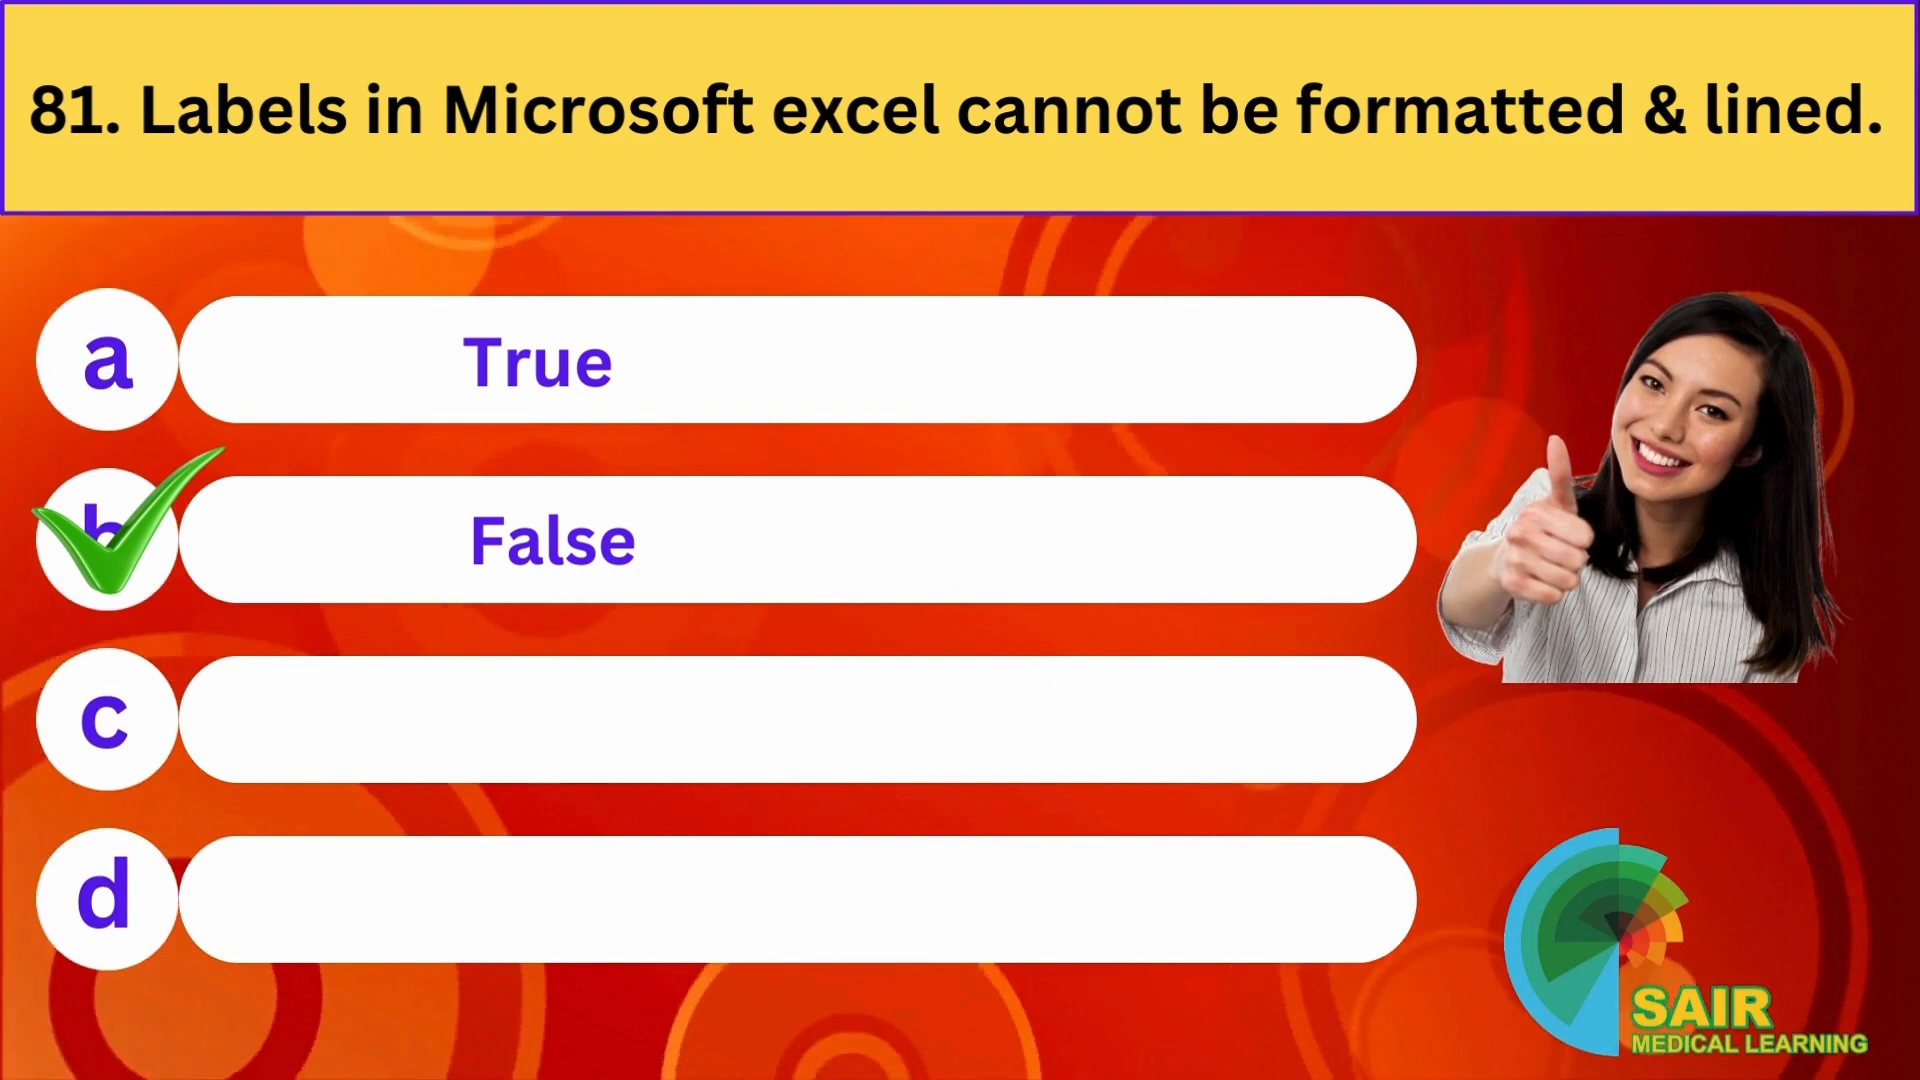 81. Labels in Microsoft excel cannot be formatted & lined.
a
True
b
False
c
d
SAIR
MEDICAL LEARNING